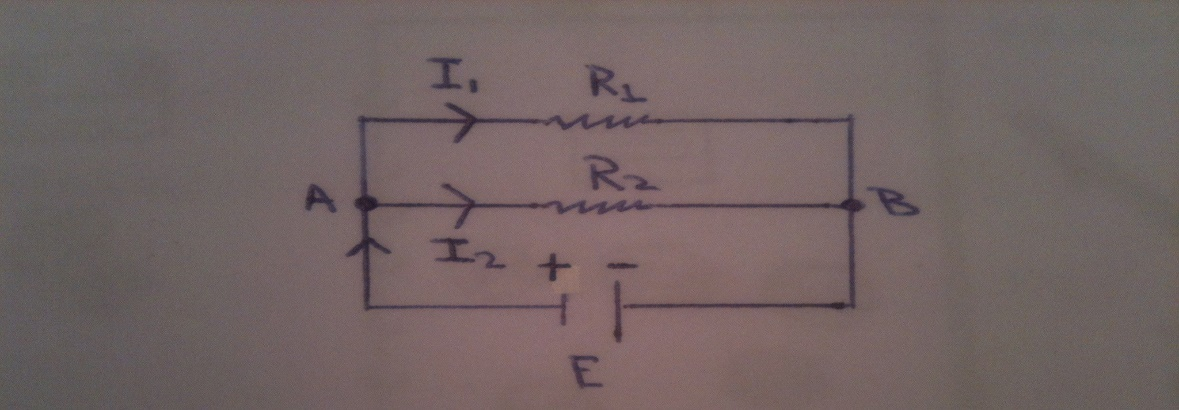 I₁ R₁
R₂
A B
I₂ + −
E